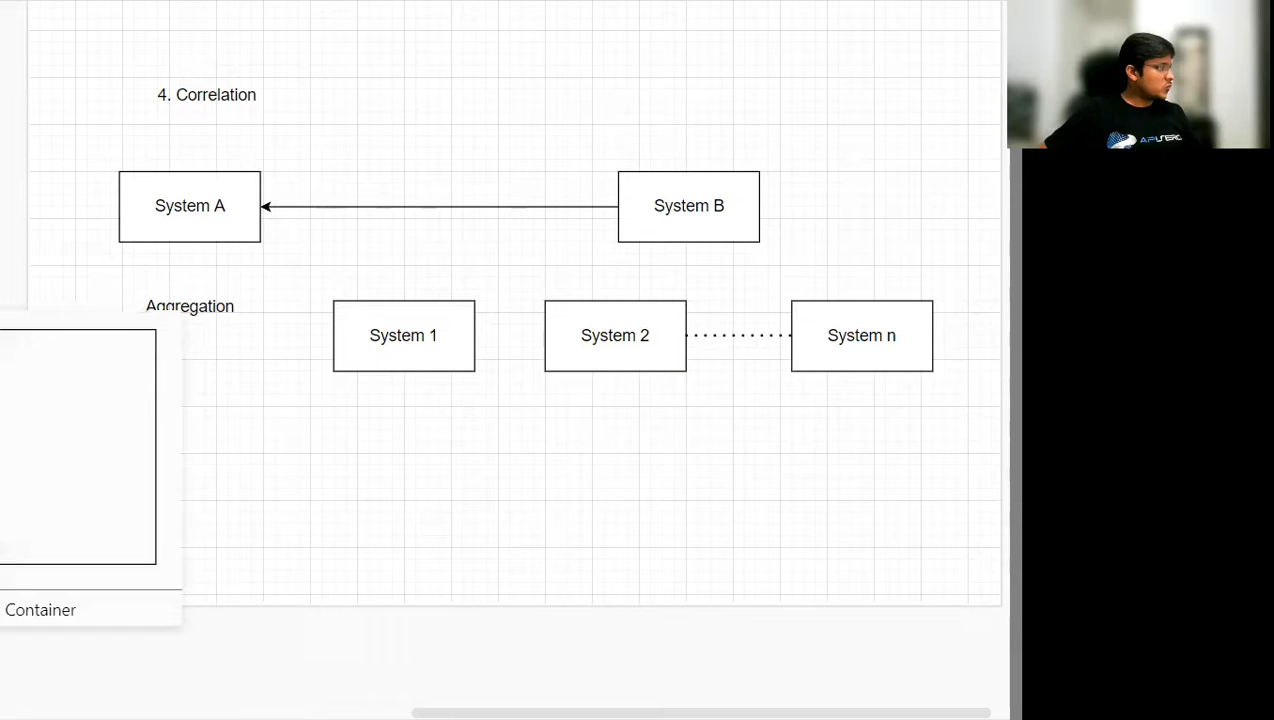 4. Correlation
System A
System B
Aggregation
System 1
System 2
System n
Container